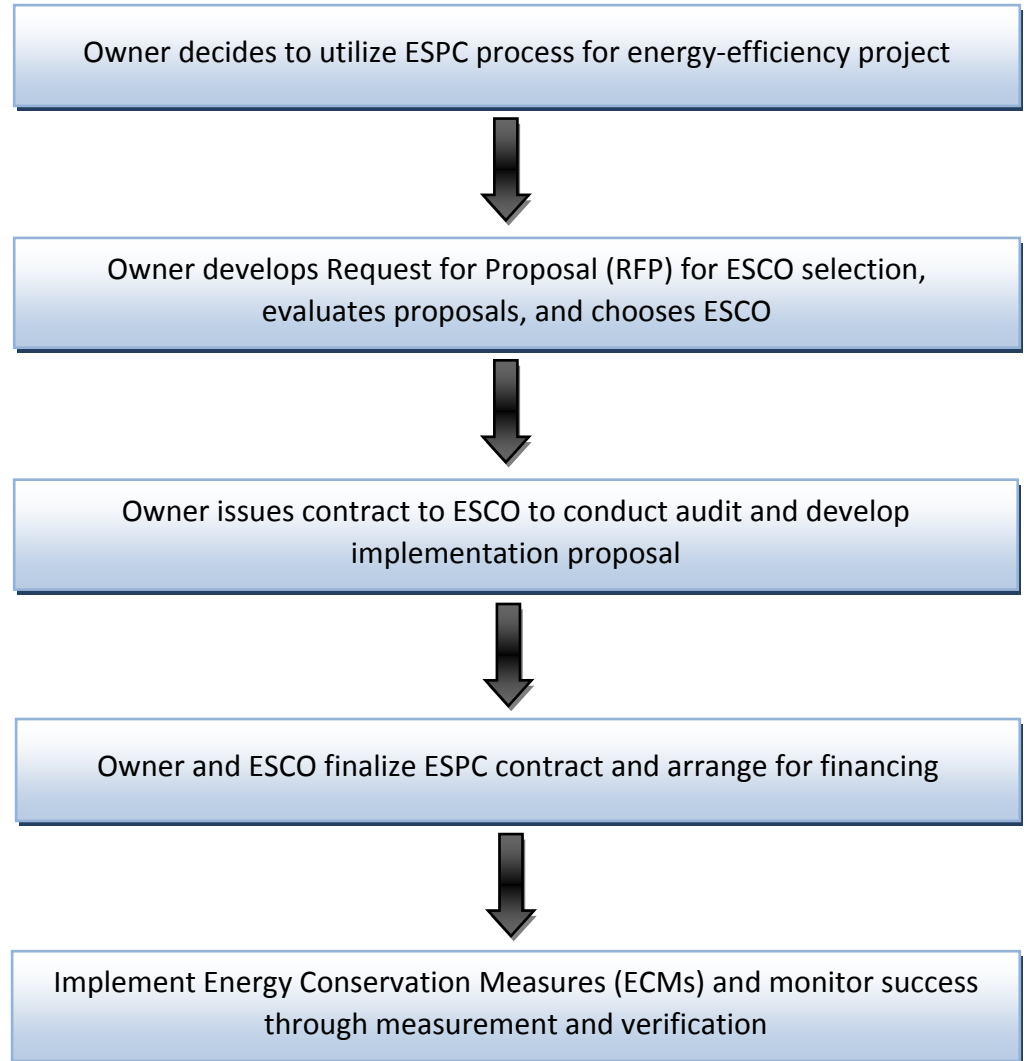 Owner decides to utilize ESPC process for energy-efficiency project
Owner develops Request for Proposal (RFP) for ESCO selection,
evaluates proposals, and chooses ESCO
Owner issues contract to ESCO to conduct audit and develop
implementation proposal
Owner and ESCO finalize ESPC contract and arrange for financing
Implement Energy Conservation Measures (ECMs) and monitor success
through measurement and verification